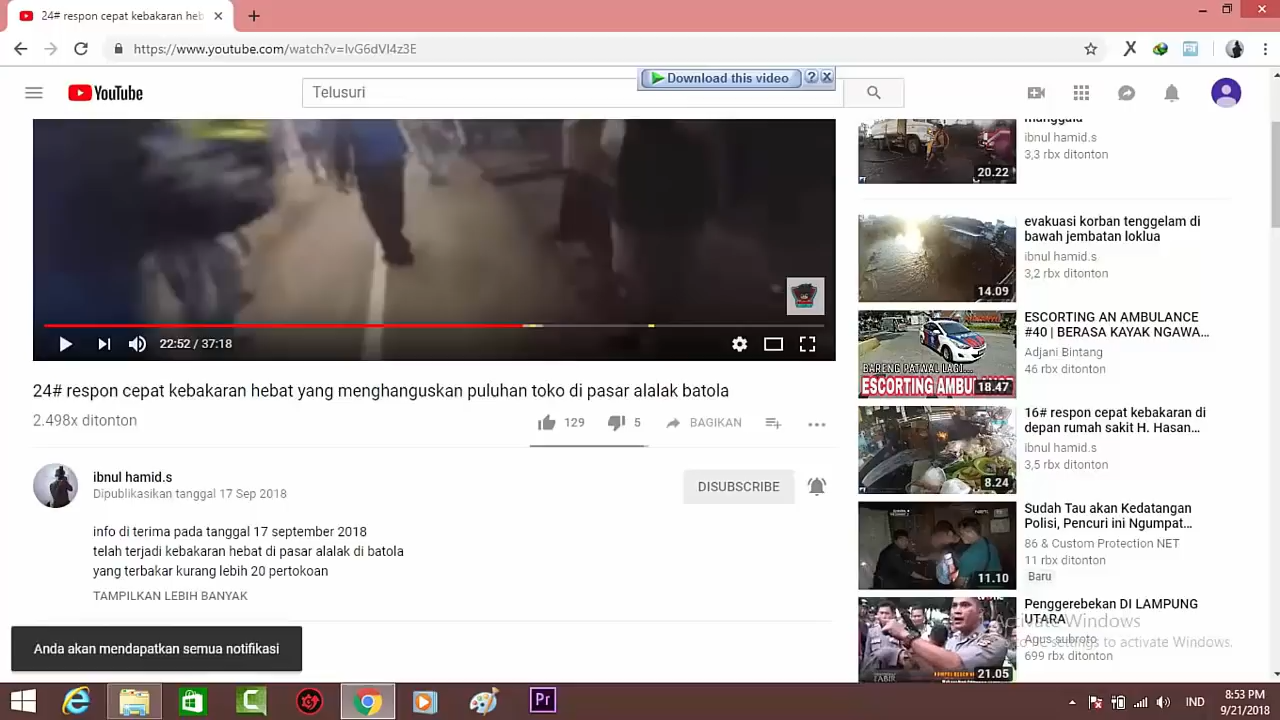 24# respon cepat kebakaran heb
https://www.youtube.com/watch?v=IvG6dVI4z3E
YouTube
Telusuri
Download this video
22:52 / 37:18
24# respon cepat kebakaran hebat yang menghanguskan puluhan toko di pasar alalak batola
2.498x ditonton
129
5
BAGIKAN
ibnul hamid.s
Dipublikasikan tanggal 17 Sep 2018
DISUBSCRIBE
info di terima pada tanggal 17 september 2018
telah terjadi kebakaran hebat di pasar alalak di batola
yang terbakar kurang lebih 20 pertokoan
TAMPILKAN LEBIH BANYAK
Anda akan mendapatkan semua notifikasi
manggala
ibnul hamid.s
3,3 rbx ditonton
20.22
evakuasi korban tenggelam di
bawah jembatan loklua
ibnul hamid.s
3,2 rbx ditonton
14.09
ESCORTING AN AMBULANCE
#40 | BERASA KAYAK NGAWA...
Adjani Bintang
46 rbx ditonton
BARENG PATWAL LAGI...
ESCORTING AMBU
18.47
16# respon cepat kebakaran di
depan rumah sakit H. Hasan...
ibnul hamid.s
3,5 rbx ditonton
8.24
Sudah Tau akan Kedatangan
Polisi, Pencuri ini Ngumpat...
86 & Custom Protection NET
11 rbx ditonton
Baru
11.10
Penggerebekan DI LAMPUNG
UTARA
Agus subroto
699 rbx ditonton
21.05
Activate Windows
to settings to activate Windows.
Pr
IND
8:53 PM
9/21/2018